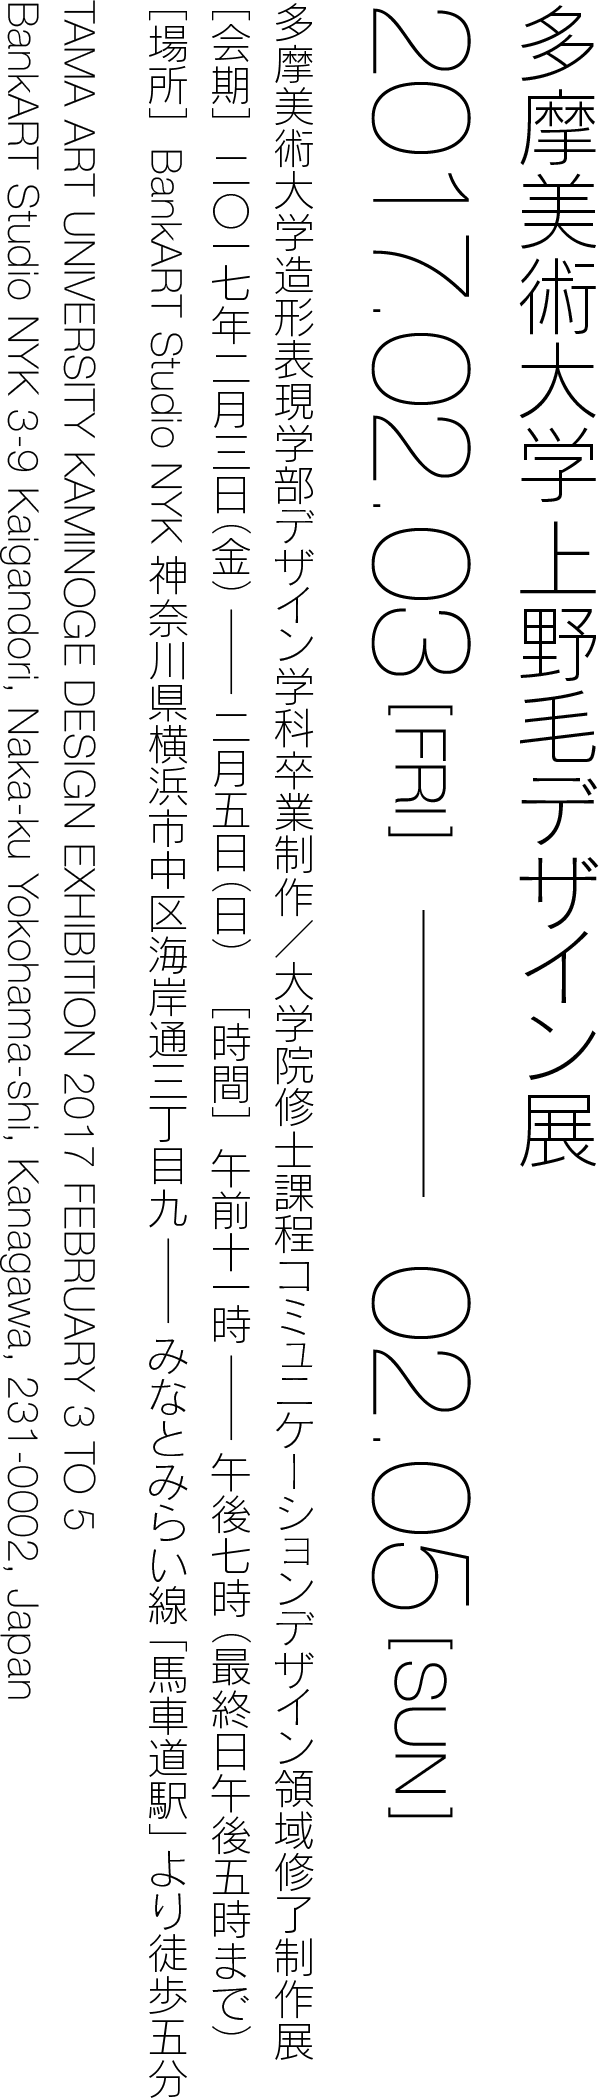 多摩美術大学上野毛デザイン展
2017.02.03[FRI] —— 02.05[SUN]
多摩美術大学造形表現学部デザイン学科卒業制作／大学院修士課程コミュニケーションデザイン領域修了制作展
[会期] 二〇一七年二月三日(金) —— 二月五日(日) [時間] 午前十一時 —— 午後七時(最終日午後五時まで)
[場所] BankART Studio NYK 神奈川県横浜市中区海岸通三丁目九 —— みなとみらい線「馬車道駅」より徒歩五分
TAMA ART UNIVERSITY KAMINOGE DESIGN EXHIBITION 2017 FEBRUARY 3 TO 5
BankART Studio NYK 3-9 Kaigandori, Naka-ku Yokohama-shi, Kanagawa, 231-0002, Japan